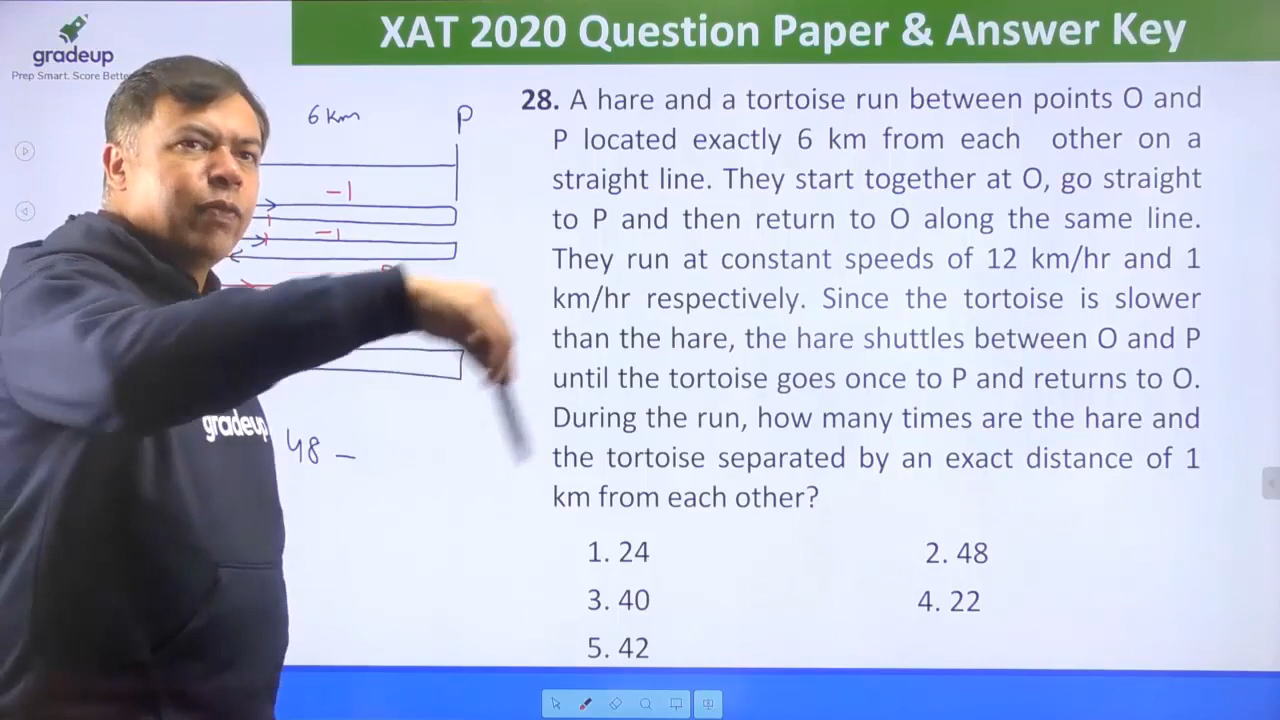 gradeup
Prep Smart. Score Bette
XAT 2020 Question Paper & Answer Key
6 km
P
-1
1
1
-1
48 -
gradeup
28. A hare and a tortoise run between points O and
P located exactly 6 km from each other on a
straight line. They start together at O, go straight
to P and then return to O along the same line.
They run at constant speeds of 12 km/hr and 1
km/hr respectively. Since the tortoise is slower
than the hare, the hare shuttles between O and P
until the tortoise goes once to P and returns to O.
During the run, how many times are the hare and
the tortoise separated by an exact distance of 1
km from each other?
1. 24
2. 48
3. 40
4. 22
5. 42